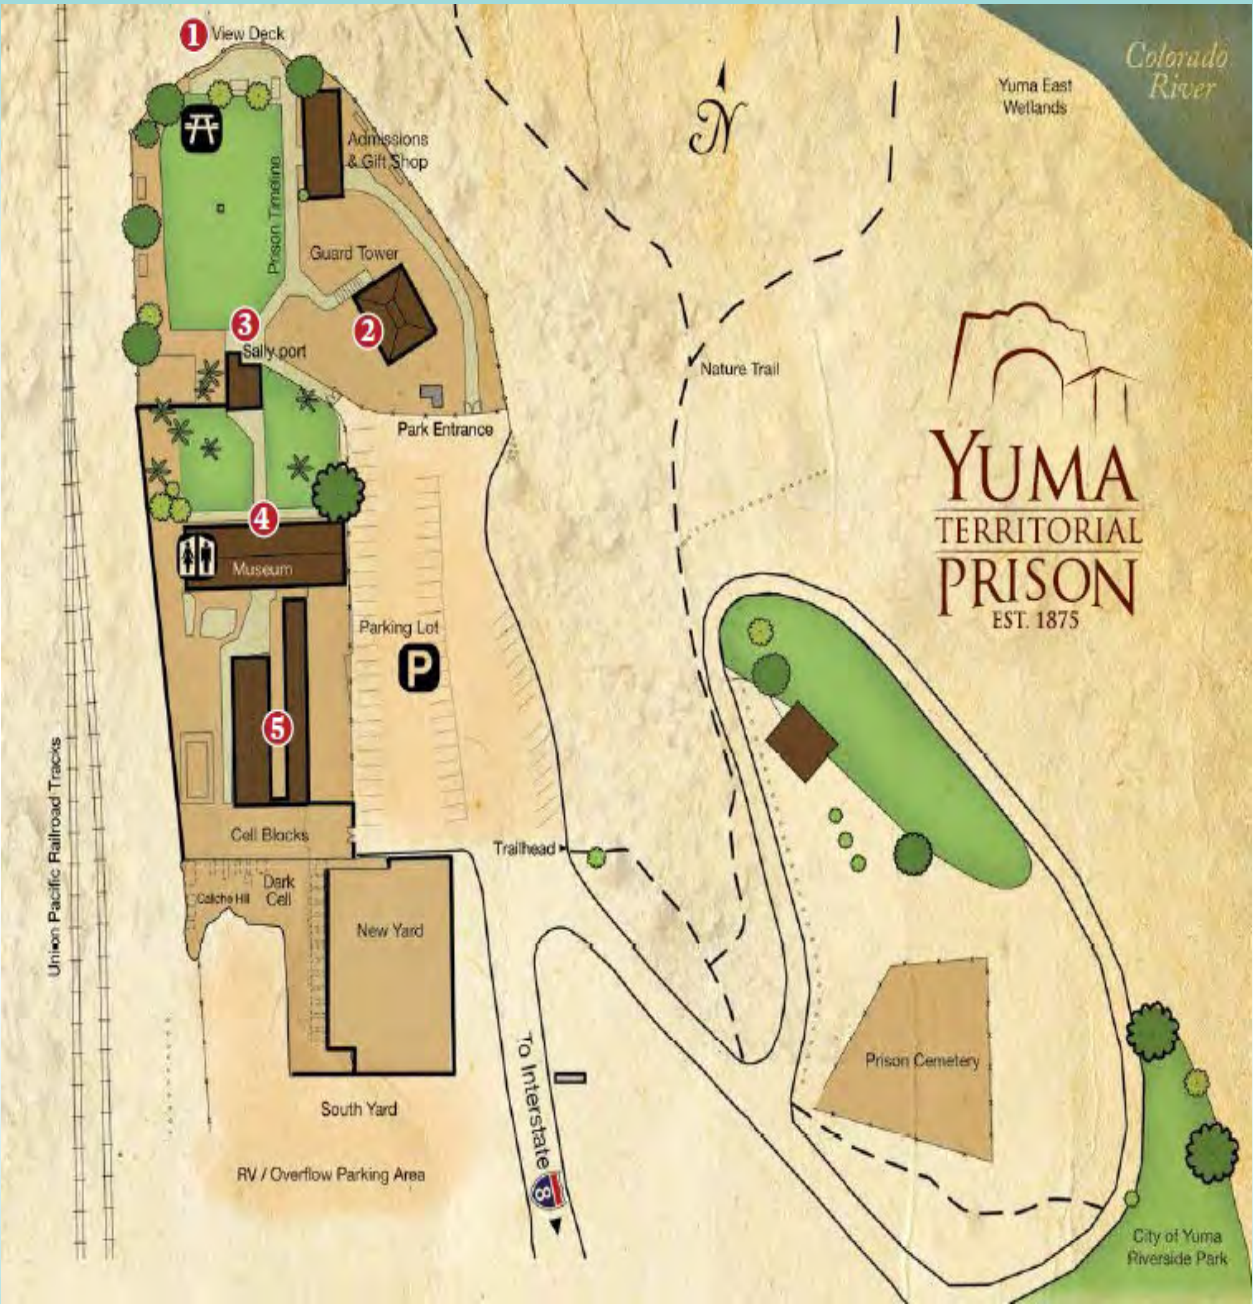 1 View Deck
Colorado
River
Yuma East
Wetlands
N
Admissions
& Gift Shop
Prison Timeline
Guard Tower
2
3
Sally port
Nature Trail
Park Entrance
YUMA
TERRITORIAL
PRISON
EST. 1875
4
Museum
Parking Lot
P
5
Union Pacific Railroad Tracks
Cell Blocks
Trailhead
Dark
Cell
Caliche Hill
New Yard
Prison Cemetery
To Interstate
8
South Yard
RV / Overflow Parking Area
City of Yuma
Riverside Park